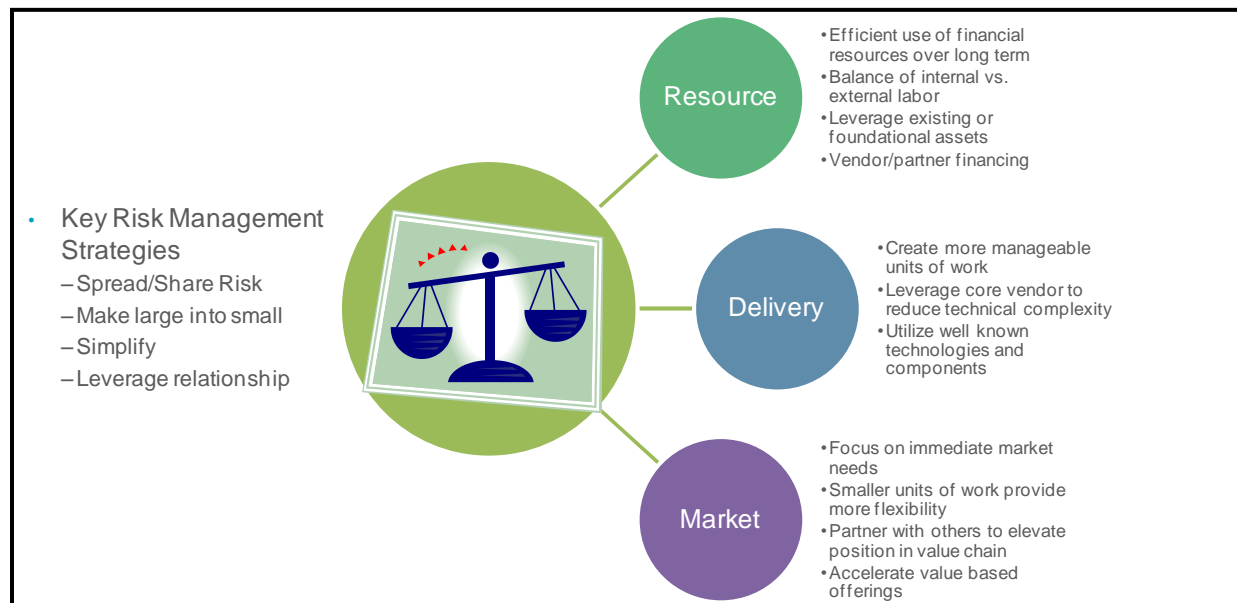 • Key Risk Management
Strategies
– Spread/Share Risk
– Make large into small
– Simplify
– Leverage relationship
Resource
• Efficient use of financial
resources over long term
• Balance of internal vs.
external labor
• Leverage existing or
foundational assets
• Vendor/partner financing
Delivery
• Create more manageable
units of work
• Leverage core vendor to
reduce technical complexity
• Utilize well known
technologies and
components
Market
• Focus on immediate market
needs
• Smaller units of work provide
more flexibility
• Partner with others to elevate
position in value chain
• Accelerate value based
offerings